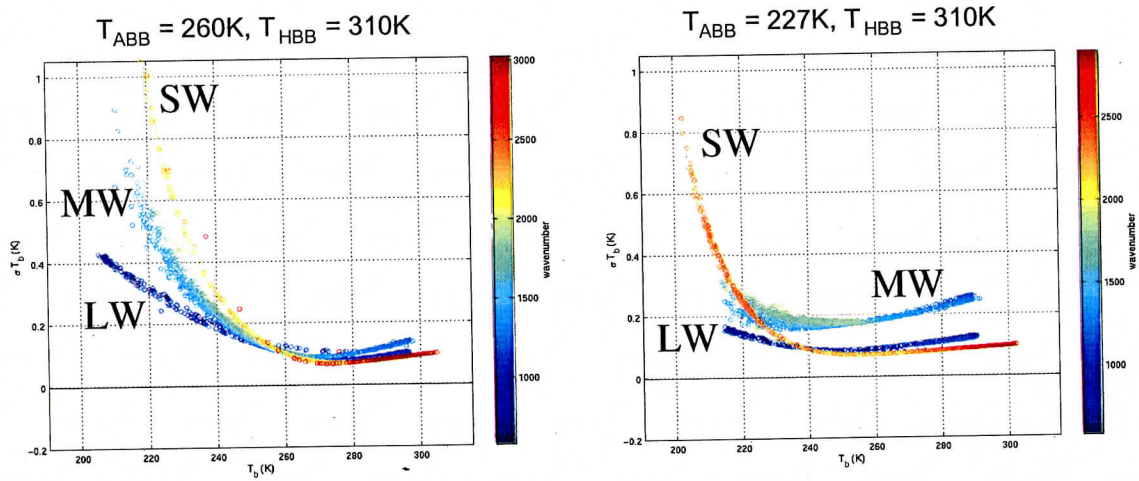 T_ABB = 260K, T_HBB = 310K
1
0.8
0.6
0.4
0.2
0
−0.2
200
220
240
260
280
300
T_b (K)
σ T_b (K)
SW
MW
LW
3000
2500
2000
1500
1000
wavenumber
T_ABB = 227K, T_HBB = 310K
1
0.8
0.6
0.4
0.2
0
−0.2
200
220
240
260
280
300
T_b (K)
σ T_b (K)
SW
MW
LW
2500
2000
1500
1000
wavenumber